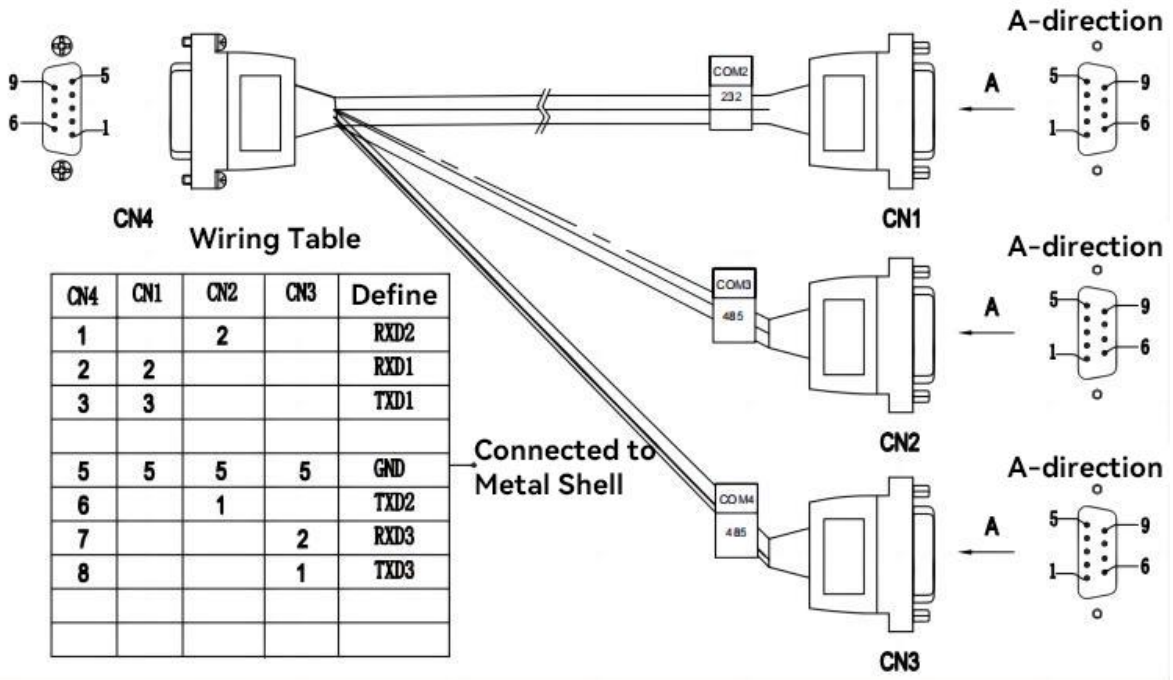 A-direction
9 5
6 1
COM2
232
A
5 9
1 6
CN4
CN1
Wiring Table
A-direction
CN4 CN1 CN2 CN3 Define
1 2 RXD2
2 2 RXD1
3 3 TXD1
5 5 5 5 GND
6 1 TXD2
7 2 RXD3
8 1 TXD3
COM3
485
A
5 9
1 6
CN2
Connected to
Metal Shell
A-direction
COM4
485
A
5 9
1 6
CN3